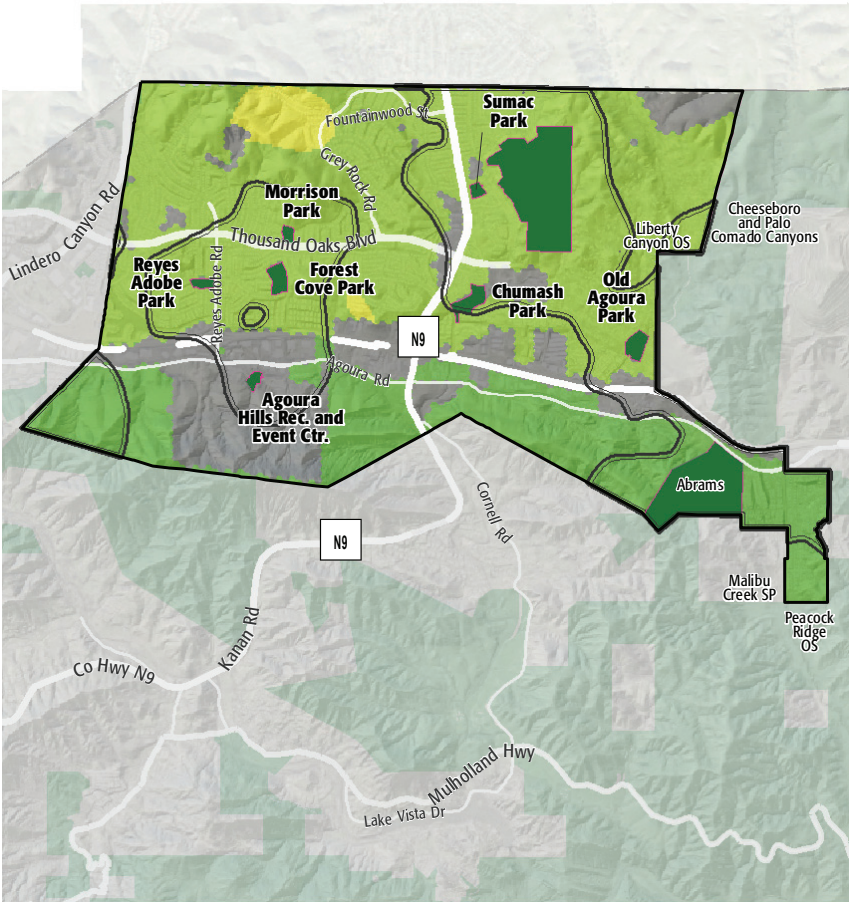 Sumac
Park
Fountainwood St
Grey Rock Rd
Morrison
Park
Lindero Canyon Rd
Thousand Oaks Blvd
Liberty
Canyon OS
Cheeseboro
and Palo
Comado Canyons
Reyes
Adobe
Park
Reyes Adobe Rd
Forest
Cove Park
Chumash
Park
Old
Agoura
Park
N9
Agoura Rd
Agoura
Hills Rec. and
Event Ctr.
Abrams
Cornell Rd
N9
Malibu
Creek SP
Peacock
Ridge
OS
Kanan Rd
Co Hwy N9
Mulholland Hwy
Lake Vista Dr